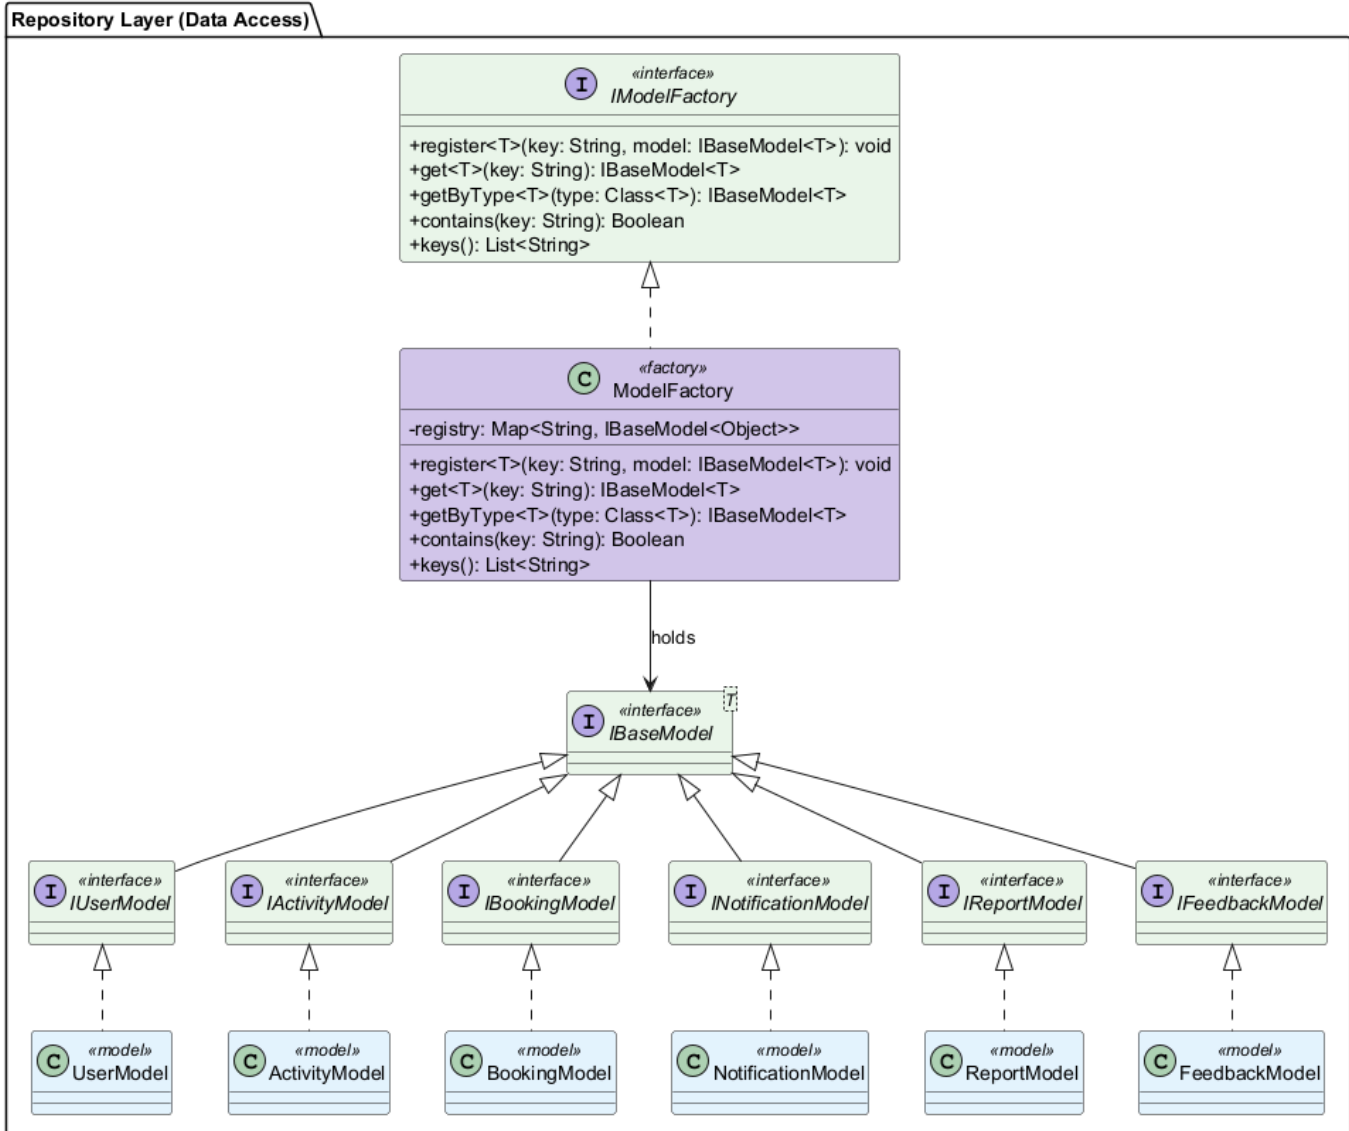 Repository Layer (Data Access)
I
«interface»
IModelFactory
+register<T>(key: String, model: IBaseModel<T>): void
+get<T>(key: String): IBaseModel<T>
+getByType<T>(type: Class<T>): IBaseModel<T>
+contains(key: String): Boolean
+keys(): List<String>
C
«factory»
ModelFactory
-registry: Map<String, IBaseModel<Object>>
+register<T>(key: String, model: IBaseModel<T>): void
+get<T>(key: String): IBaseModel<T>
+getByType<T>(type: Class<T>): IBaseModel<T>
+contains(key: String): Boolean
+keys(): List<String>
holds
T
I
«interface»
IBaseModel
I
«interface»
IUserModel
I
«interface»
IActivityModel
I
«interface»
IBookingModel
I
«interface»
INotificationModel
I
«interface»
IReportModel
I
«interface»
IFeedbackModel
C
«model»
UserModel
C
«model»
ActivityModel
C
«model»
BookingModel
C
«model»
NotificationModel
C
«model»
ReportModel
C
«model»
FeedbackModel